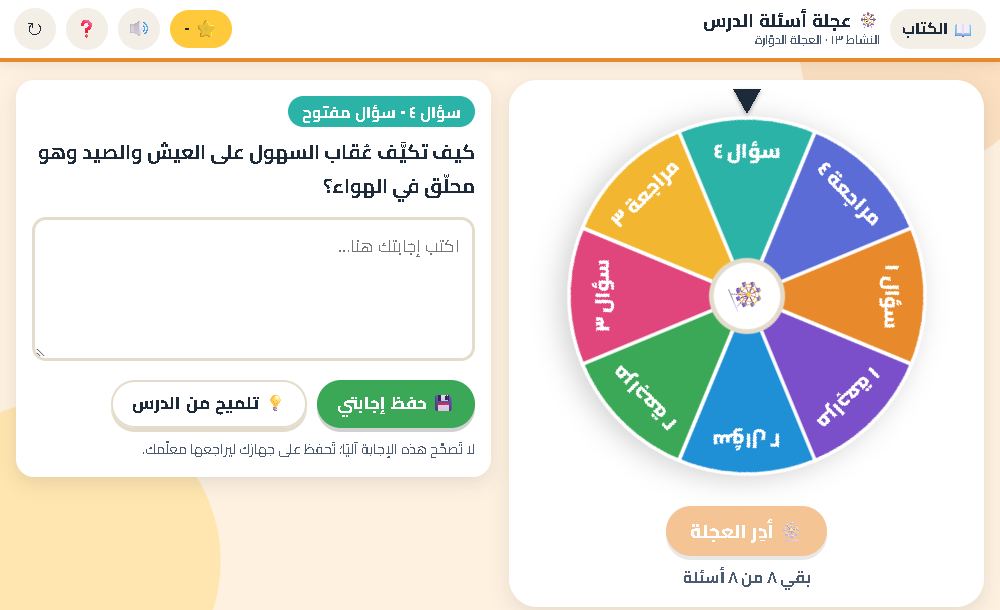 الكتاب
عجلة أسئلة الدرس
النشاط ١٣ · العجلة الدوّارة
-
سؤال ٤ - سؤال مفتوح
كيف تكيَّف عُقاب السهول على العيش والصيد وهو
محلّق في الهواء؟
اكتب إجابتك هنا...
حفظ إجابتي
تلميح من الدرس
لا تُصحَّح هذه الإجابة آليًا؛ تُحفظ على جهازك ليراجعها معلّمك.
سؤال ٤
مراجعة ٤
سؤال ١
مراجعة ١
سؤال ٢
مراجعة ٢
سؤال ٣
مراجعة ٣
أدِر العجلة
بقي ٨ من ٨ أسئلة